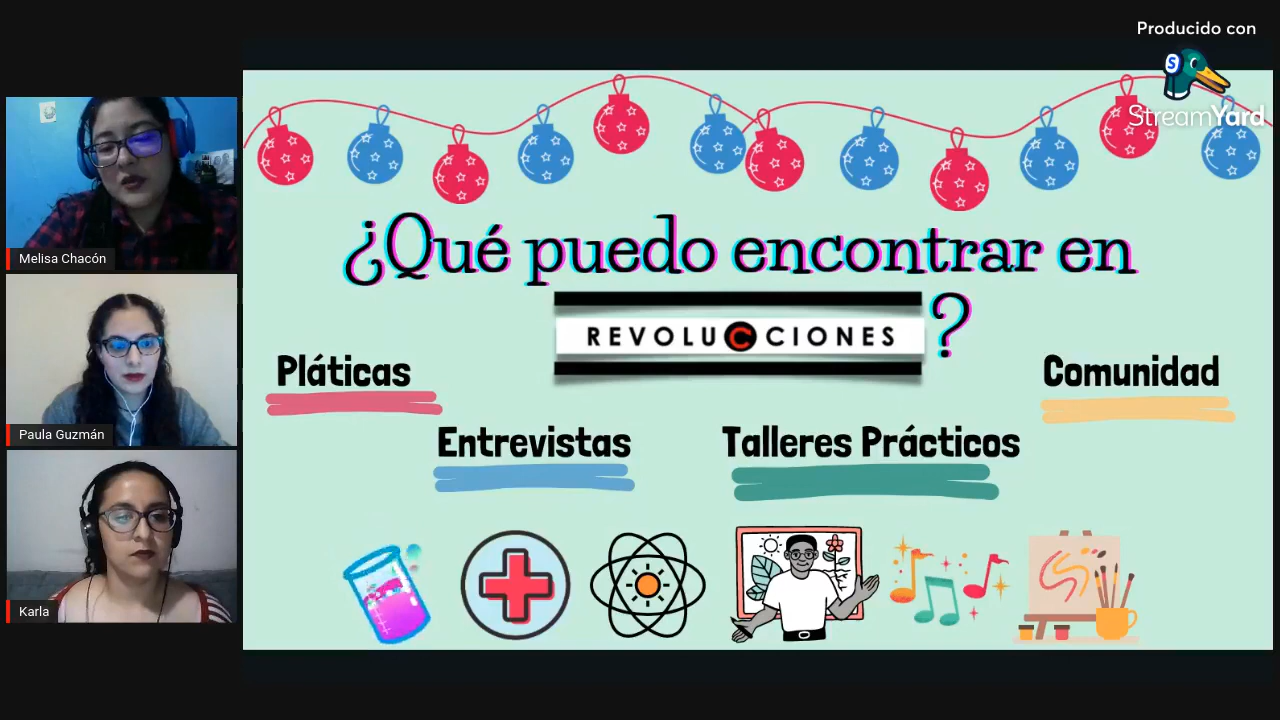 Producido con
S
StreamYard
¿Qué puedo encontrar en
REVOLUCCIONES ?
Pláticas
Comunidad
Entrevistas
Talleres Prácticos
Melisa Chacón
Paula Guzmán
Karla